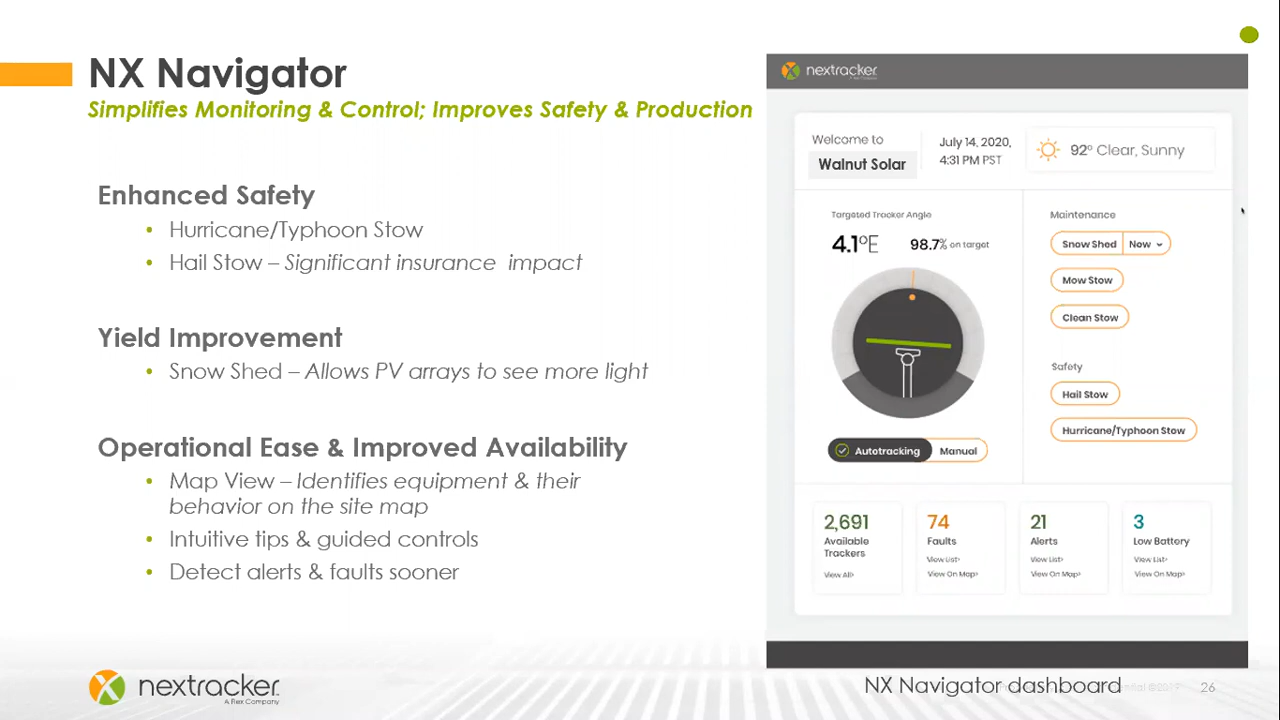 NX Navigator
Simplifies Monitoring & Control; Improves Safety & Production
Enhanced Safety
• Hurricane/Typhoon Stow
• Hail Stow – Significant insurance impact
Yield Improvement
• Snow Shed – Allows PV arrays to see more light
Operational Ease & Improved Availability
• Map View – Identifies equipment & their
behavior on the site map
• Intuitive tips & guided controls
• Detect alerts & faults sooner
nextracker
A Flex Company
nextracker
A Flex Company
Welcome to
Walnut Solar
July 14, 2020,
4:31 PM PST
92° Clear, Sunny
Targeted Tracker Angle
4.1°E
98.7% on target
Autotracking
Manual
Maintenance
Snow Shed Now
Mow Stow
Clean Stow
Safety
Hail Stow
Hurricane/Typhoon Stow
2,691
Available
Trackers
View All>
74
Faults
View List>
View On Map>
21
Alerts
View List>
View On Map>
3
Low Battery
View List>
View On Map>
NX Navigator dashboard
26